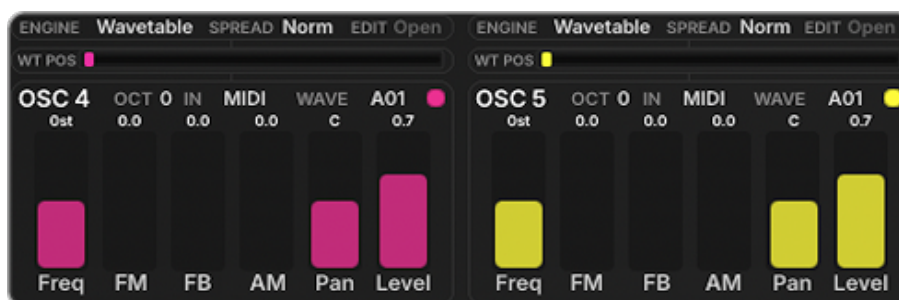 ENGINE Wavetable SPREAD Norm EDIT Open
WT POS
OSC 4 OCT 0 IN MIDI WAVE A01
0st 0.0 0.0 0.0 C 0.7
Freq FM FB AM Pan Level
ENGINE Wavetable SPREAD Norm EDIT Open
WT POS
OSC 5 OCT 0 IN MIDI WAVE A01
0st 0.0 0.0 0.0 C 0.7
Freq FM FB AM Pan Level